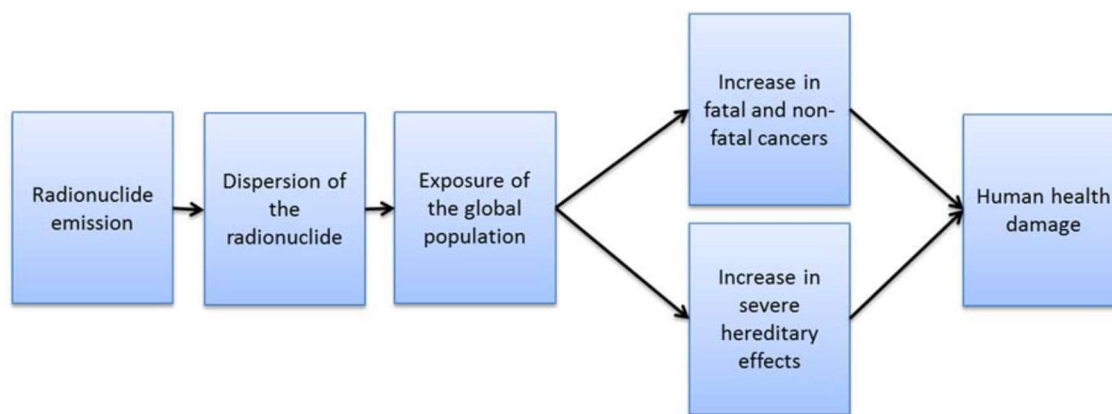 Radionuclide
emission
Dispersion of
the
radionuclide
Exposure of
the global
population
Increase in
fatal and non-
fatal cancers
Increase in
severe
hereditary
effects
Human health
damage